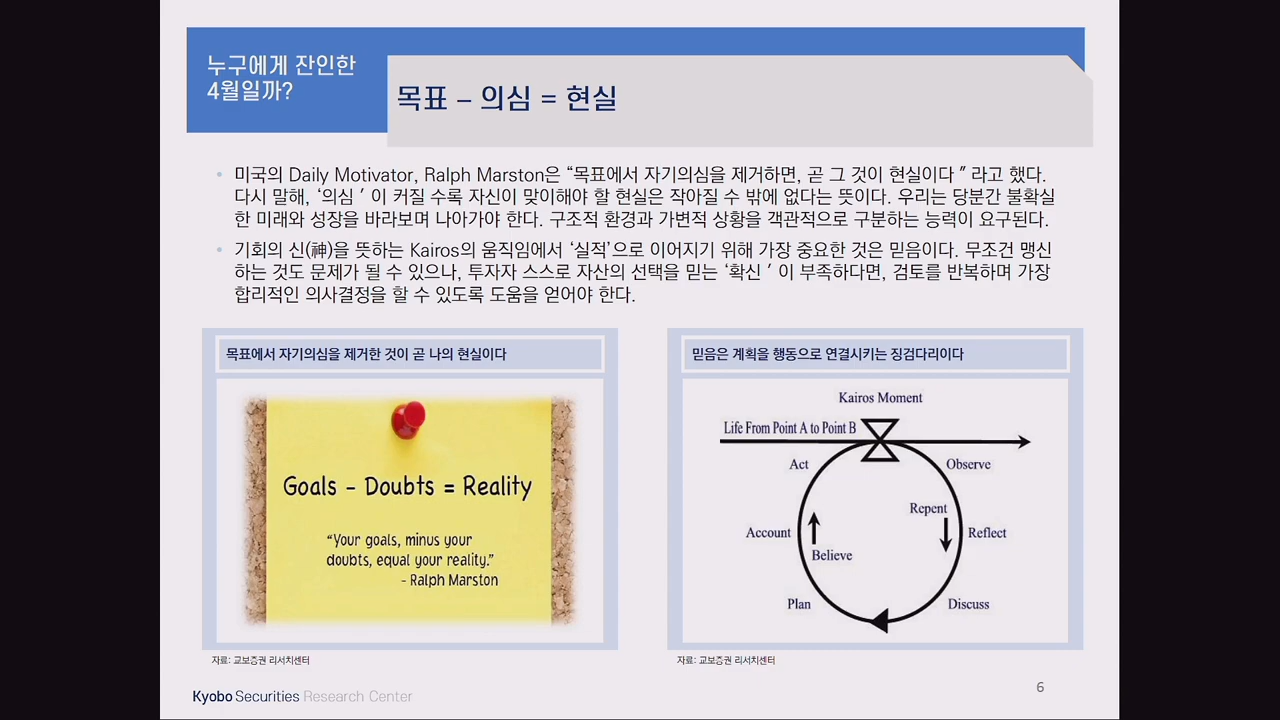 누구에게 잔인한
4월일까?
목표 – 의심 = 현실
• 미국의 Daily Motivator, Ralph Marston은 “목표에서 자기의심을 제거하면, 곧 그 것이 현실이다 ″ 라고 했다.
다시 말해, ‘의심 ′ 이 커질 수록 자신이 맞이해야 할 현실은 작아질 수 밖에 없다는 뜻이다. 우리는 당분간 불확실
한 미래와 성장을 바라보며 나아가야 한다. 구조적 환경과 가변적 상황을 객관적으로 구분하는 능력이 요구된다.
• 기회의 신(神)을 뜻하는 Kairos의 움직임에서 ‘실적’으로 이어지기 위해 가장 중요한 것은 믿음이다. 무조건 맹신
하는 것도 문제가 될 수 있으나, 투자자 스스로 자산의 선택을 믿는 ‘확신 ′ 이 부족하다면, 검토를 반복하며 가장
합리적인 의사결정을 할 수 있도록 도움을 얻어야 한다.
목표에서 자기의심을 제거한 것이 곧 나의 현실이다
Goals - Doubts = Reality
“Your goals, minus your
doubts, equal your reality.”
- Ralph Marston
자료: 교보증권 리서치센터
믿음은 계획을 행동으로 연결시키는 징검다리이다
Kairos Moment
Life From Point A to Point B
Act
Observe
Repent
Account
Reflect
Believe
Plan
Discuss
자료: 교보증권 리서치센터
Kyobo Securities Research Center
6